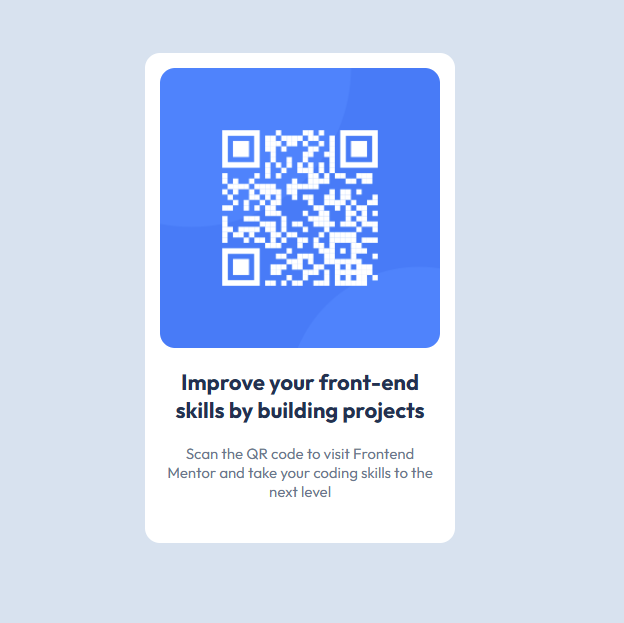 Improve your front-end
skills by building projects
Scan the QR code to visit Frontend
Mentor and take your coding skills to the
next level